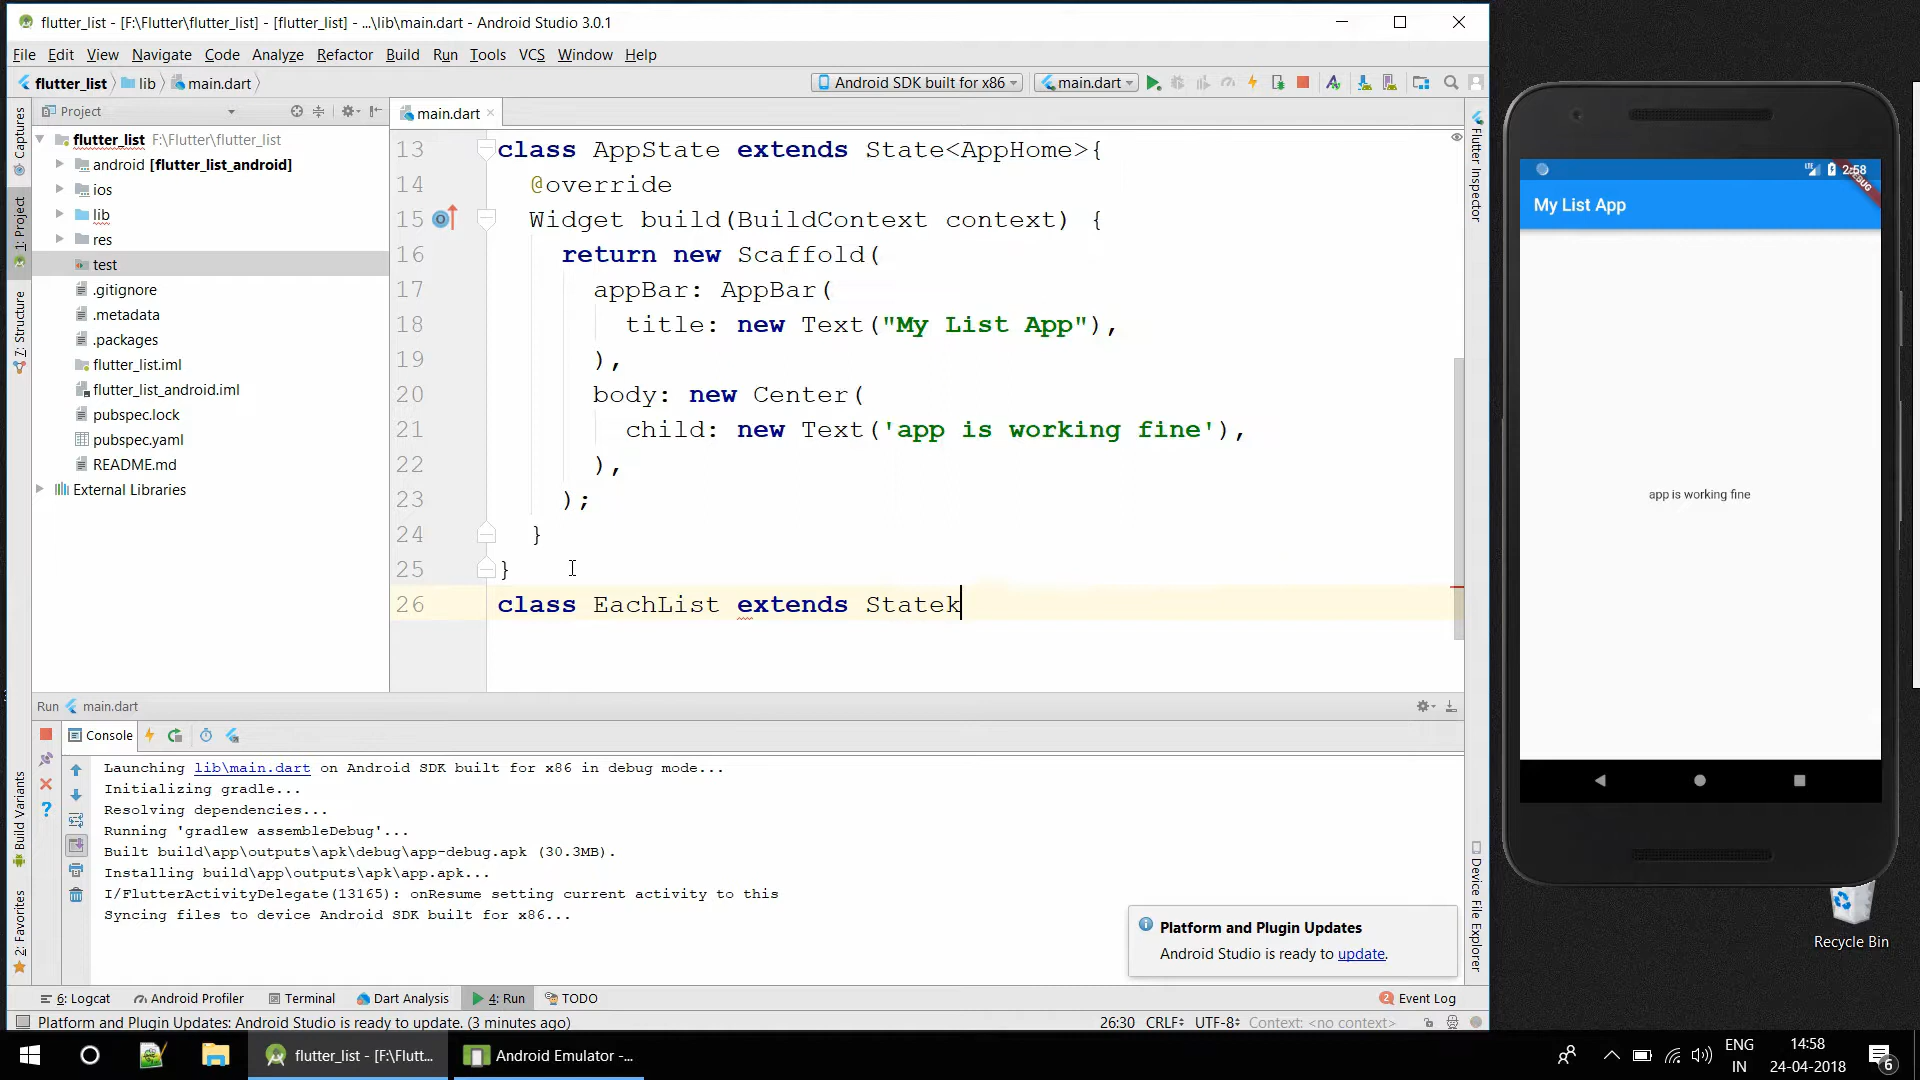 flutter_list - [F:\Flutter\flutter_list] - [flutter_list] - ...\lib\main.dart - Android Studio 3.0.1
File Edit View Navigate Code Analyze Refactor Build Run Tools VCS Window Help
flutter_list lib main.dart Android SDK built for x86 main.dart
Project main.dart
Captures
1: Project
7: Structure
Build Variants
2: Favorites
flutter_list F:\Flutter\flutter_list
android [flutter_list_android]
ios
lib
res
test
.gitignore
.metadata
.packages
flutter_list.iml
flutter_list_android.iml
pubspec.lock
pubspec.yaml
README.md
External Libraries
13 class AppState extends State<AppHome>{
14 @override
15 Widget build(BuildContext context) {
16 return new Scaffold(
17 appBar: AppBar(
18 title: new Text("My List App"),
19 ),
20 body: new Center(
21 child: new Text('app is working fine'),
22 ),
23 );
24 }
25 }
26 class EachList extends Statek
Flutter Inspector
Device File Explorer
Run main.dart
Console
Launching lib\main.dart on Android SDK built for x86 in debug mode...
Initializing gradle...
Resolving dependencies...
Running 'gradlew assembleDebug'...
Built build\app\outputs\apk\debug\app-debug.apk (30.3MB).
Installing build\app\outputs\apk\app.apk...
I/FlutterActivityDelegate(13165): onResume setting current activity to this
Syncing files to device Android SDK built for x86...
Platform and Plugin Updates
Android Studio is ready to update.
6: Logcat Android Profiler Terminal Dart Analysis 4: Run TODO 2 Event Log
Platform and Plugin Updates: Android Studio is ready to update. (3 minutes ago) 26:30 CRLF UTF-8 Context: <no context>
LTE 2:58
DEBUG
My List App
app is working fine
Recycle Bin
flutter_list - [F:\Flutt... Android Emulator -...
ENG
IN
14:58
24-04-2018
6